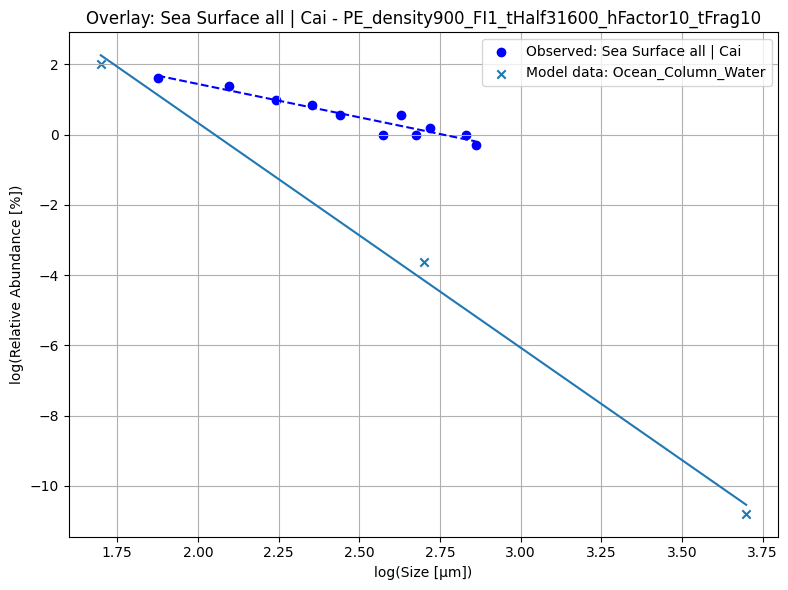 Overlay: Sea Surface all | Cai - PE_density900_FI1_tHalf31600_hFactor10_tFrag10
Observed: Sea Surface all | Cai
Model data: Ocean_Column_Water
log(Relative Abundance [%])
2
0
−2
−4
−6
−8
−10
1.75 2.00 2.25 2.50 2.75 3.00 3.25 3.50 3.75
log(Size [μm])